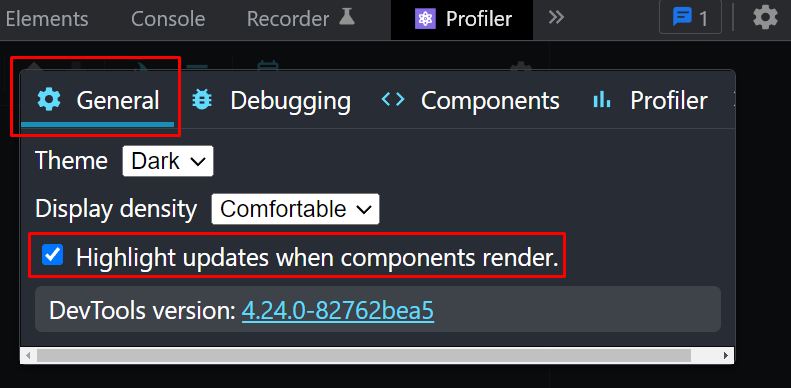 Elements Console Recorder Profiler 1
General Debugging Components Profiler
Theme Dark
Display density Comfortable
Highlight updates when components render.
DevTools version: 4.24.0-82762bea5